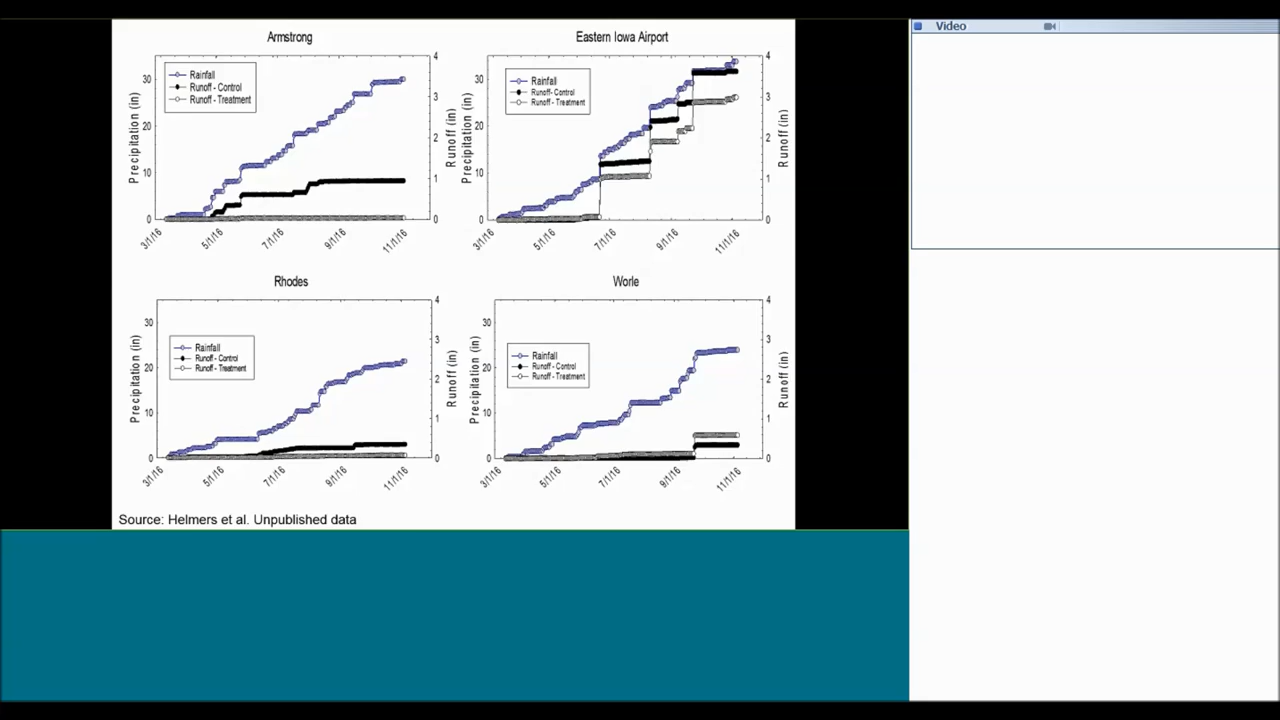 Video
Armstrong
Rainfall
Runoff - Control
Runoff - Treatment
Precipitation (in)
30
20
10
0
Runoff (in)
4
3
2
1
0
3/1/16
5/1/16
7/1/16
9/1/16
11/1/16
Eastern Iowa Airport
Rainfall
Runoff- Control
Runoff - Treatment
Precipitation (in)
30
20
10
0
Runoff (in)
4
3
2
1
0
3/1/16
5/1/16
7/1/16
9/1/16
11/1/16
Rhodes
Rainfall
Runoff - Control
Runoff - Treatment
Precipitation (in)
30
20
10
0
Runoff (in)
4
3
2
1
0
3/1/16
5/1/16
7/1/16
9/1/16
11/1/16
Worle
Rainfall
Runoff - Control
Runoff - Treatment
Precipitation (in)
30
20
10
0
Runoff (in)
4
3
2
1
0
3/1/16
5/1/16
7/1/16
9/1/16
11/1/16
Source: Helmers et al. Unpublished data